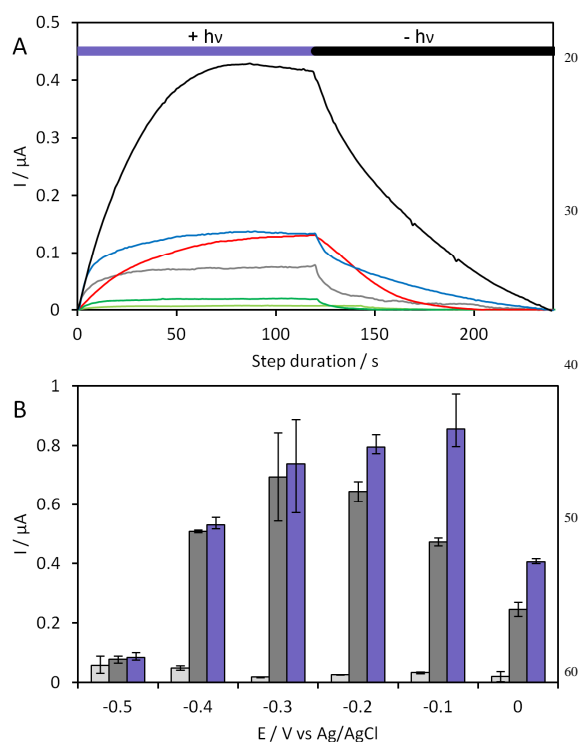 A
+ hν
- hν
0.5
0.4
0.3
0.2
0.1
0
I / µA
0 50 100 150 200
Step duration / s
20
30
40
50
60
B
1
0.8
0.6
0.4
0.2
0
I / µA
-0.5 -0.4 -0.3 -0.2 -0.1 0
E / V vs Ag/AgCl